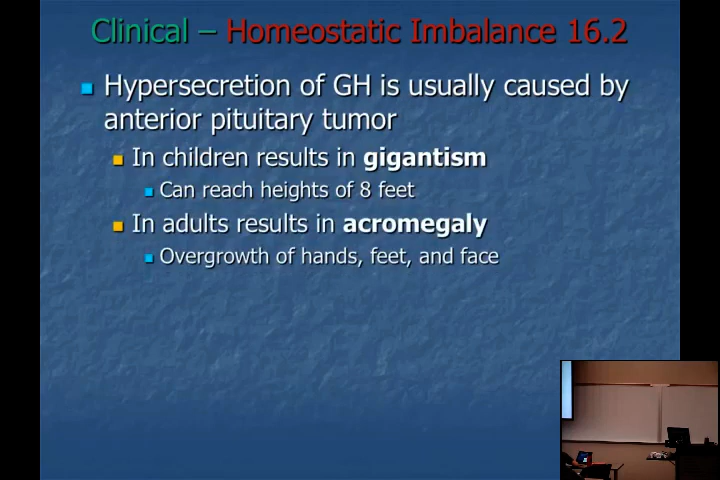 Clinical – Homeostatic Imbalance 16.2
Hypersecretion of GH is usually caused by
anterior pituitary tumor
In children results in gigantism
Can reach heights of 8 feet
In adults results in acromegaly
Overgrowth of hands, feet, and face